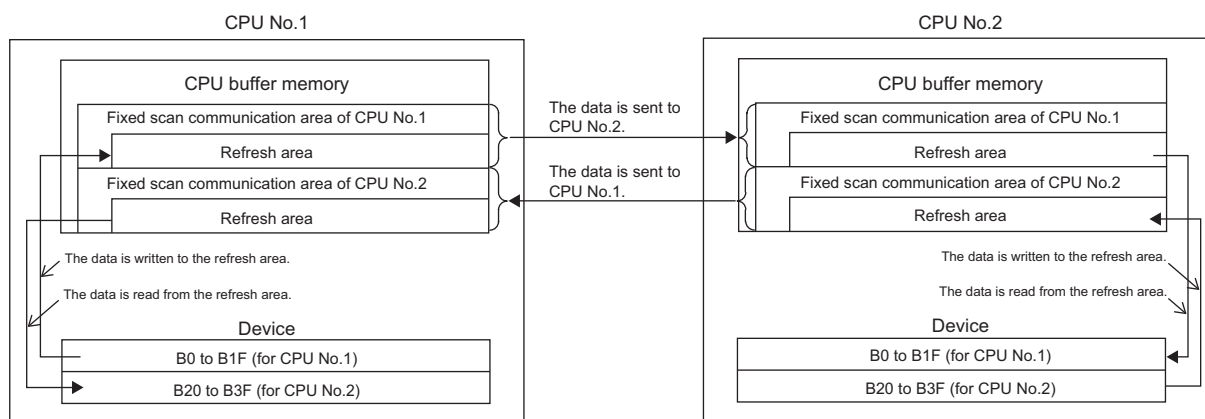 CPU No.1
CPU buffer memory
Fixed scan communication area of CPU No.1
Refresh area
Fixed scan communication area of CPU No.2
Refresh area
The data is written to the refresh area.
The data is read from the refresh area.
Device
B0 to B1F (for CPU No.1)
B20 to B3F (for CPU No.2)
The data is sent to
CPU No.2.
The data is sent to
CPU No.1.
CPU No.2
CPU buffer memory
Fixed scan communication area of CPU No.1
Refresh area
Fixed scan communication area of CPU No.2
Refresh area
The data is written to the refresh area.
The data is read from the refresh area.
Device
B0 to B1F (for CPU No.1)
B20 to B3F (for CPU No.2)